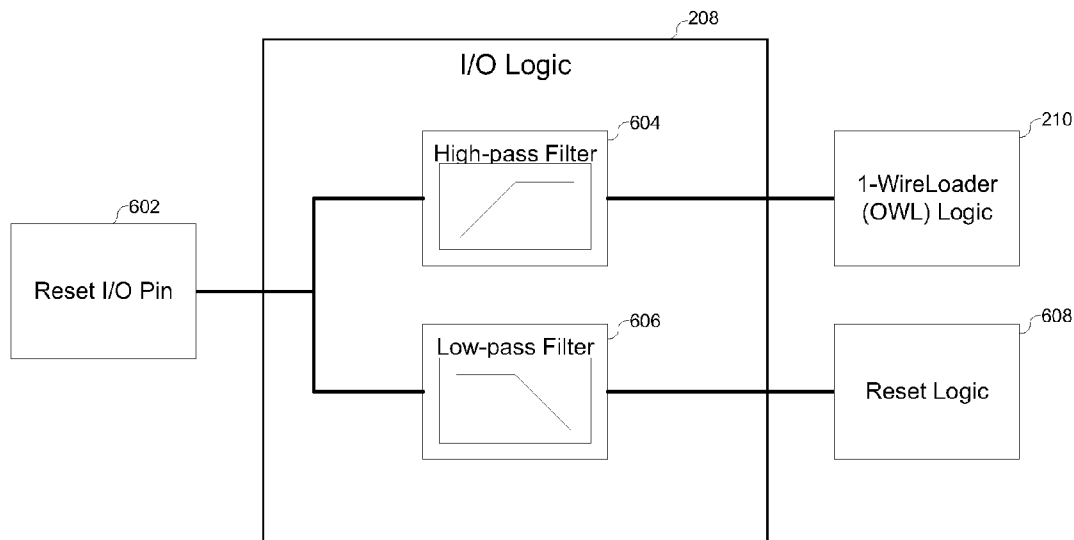 208
I/O Logic
604
High-pass Filter
210
1-WireLoader
(OWL) Logic
602
Reset I/O Pin
606
Low-pass Filter
608
Reset Logic